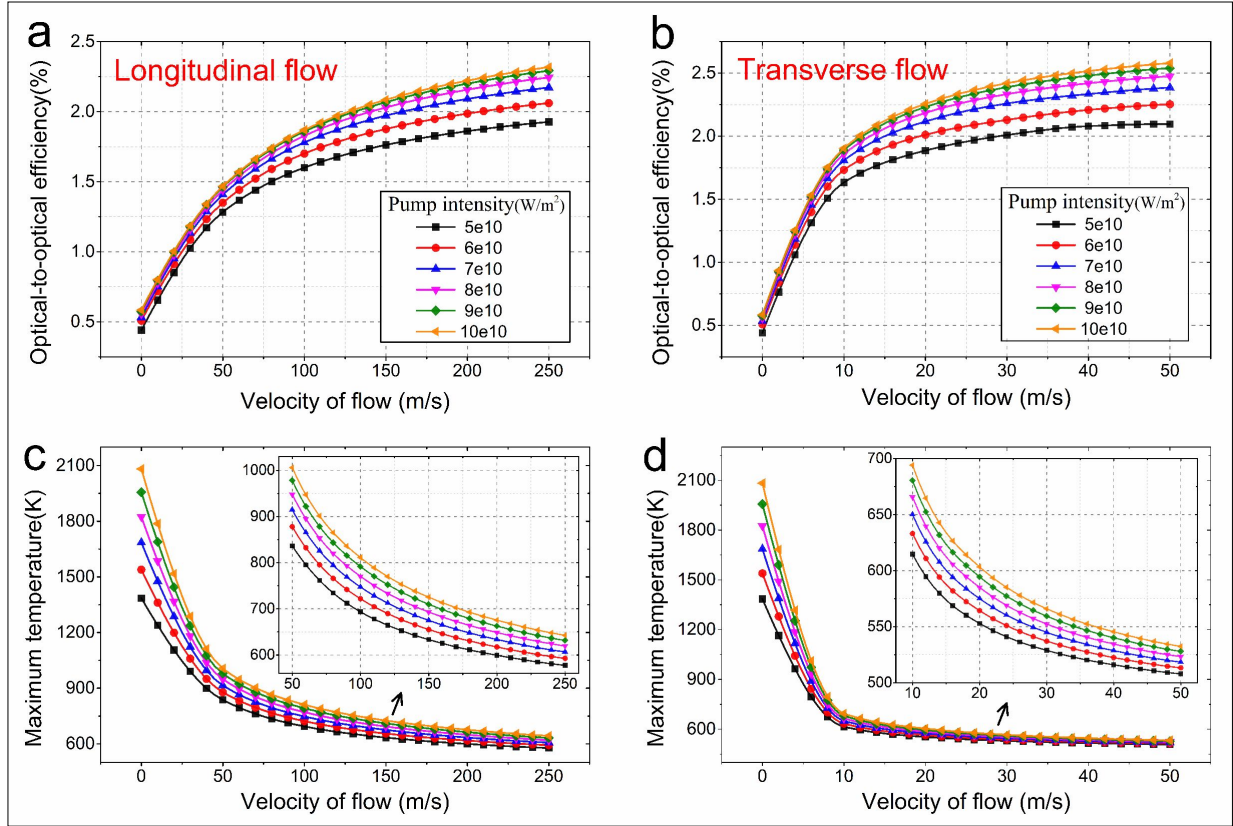 a
Longitudinal flow
2.5
2.0
1.5
1.0
0.5
Optical-to-optical efficiency(%)
Pump intensity(W/m²)
5e10
6e10
7e10
8e10
9e10
10e10
0 50 100 150 200 250
Velocity of flow (m/s)
b
Transverse flow
2.5
2.0
1.5
1.0
0.5
Optical-to-optical efficiency(%)
Pump intensity(W/m²)
5e10
6e10
7e10
8e10
9e10
10e10
0 10 20 30 40 50
Velocity of flow (m/s)
c
2100
1800
1500
1200
900
600
Maximum temperature(K)
1000
900
800
700
600
50 100 150 200 250
0 50 100 150 200 250
Velocity of flow (m/s)
d
2100
1800
1500
1200
900
600
Maximum temperature(K)
700
650
600
550
500
10 20 30 40 50
0 10 20 30 40 50
Velocity of flow (m/s)